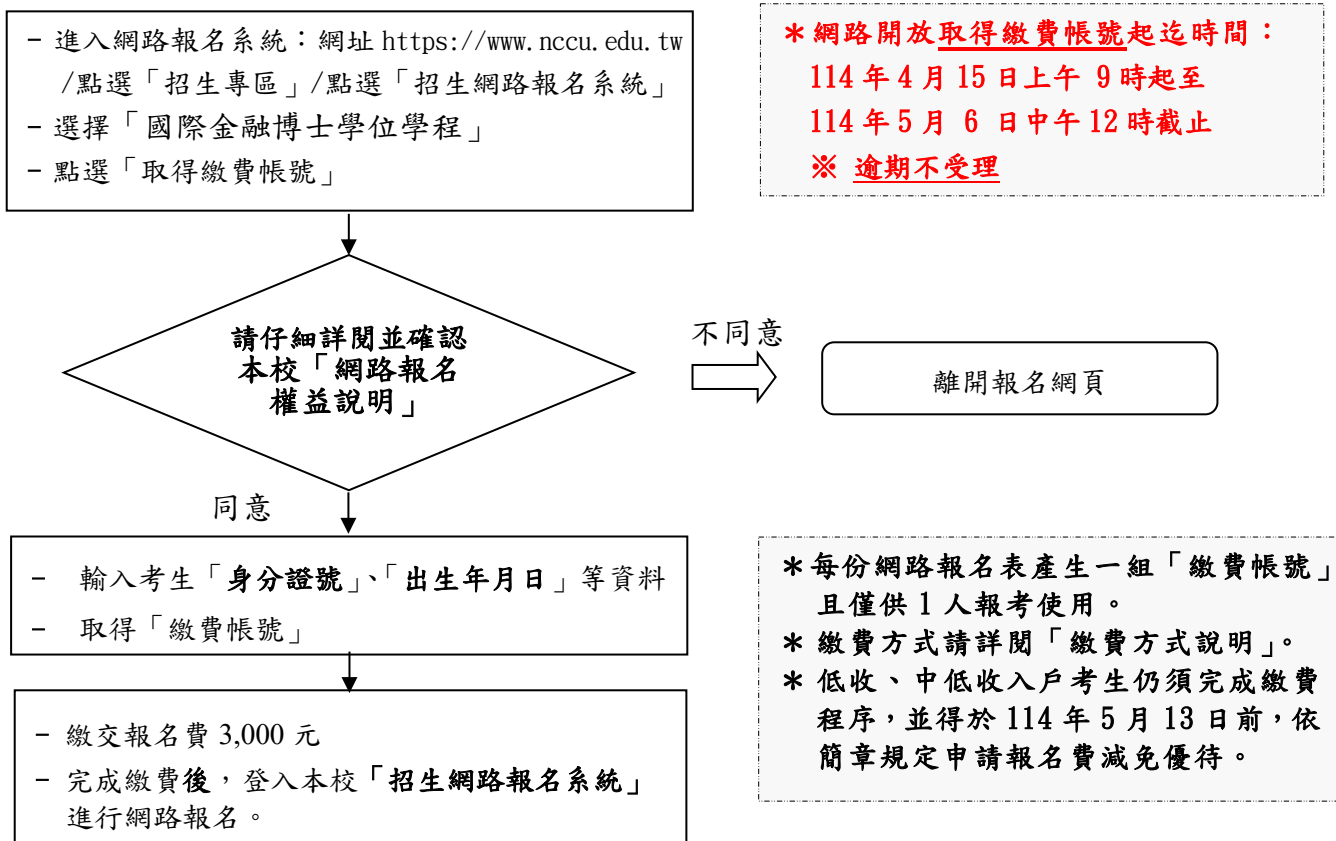 - 進入網路報名系統：網址 https://www.nccu.edu.tw
/點選「招生專區」/點選「招生網路報名系統」
- 選擇「國際金融博士學位學程」
- 點選「取得繳費帳號」
＊網路開放取得繳費帳號起迄時間：
114 年 4 月 15 日上午 9 時起至
114 年 5 月 6 日中午 12 時截止
※ 逾期不受理
請仔細詳閱並確認
本校「網路報名
權益說明」
不同意
離開報名網頁
同意
- 輸入考生「身分證號」、「出生年月日」等資料
- 取得「繳費帳號」
＊每份網路報名表產生一組「繳費帳號」
且僅供 1 人報考使用。
＊繳費方式請詳閱「繳費方式說明」。
＊低收、中低收入戶考生仍須完成繳費
程序，並得於 114 年 5 月 13 日前，依
簡章規定申請報名費減免優待。
- 繳交報名費 3,000 元
- 完成繳費後，登入本校「招生網路報名系統」
進行網路報名。